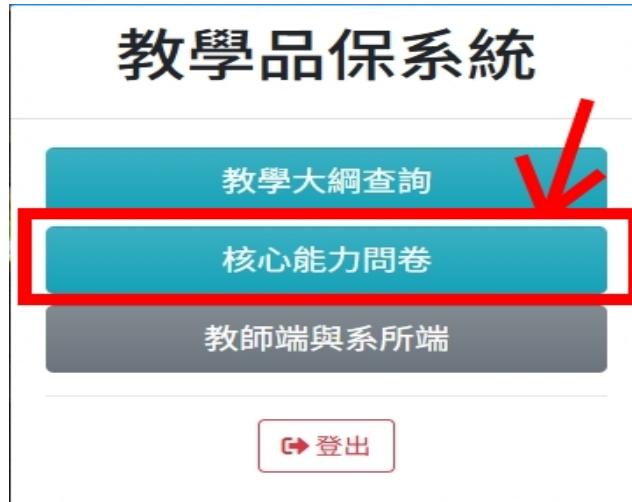 教學品保系統
教學大綱查詢
核心能力問卷
教師端與系所端
登出